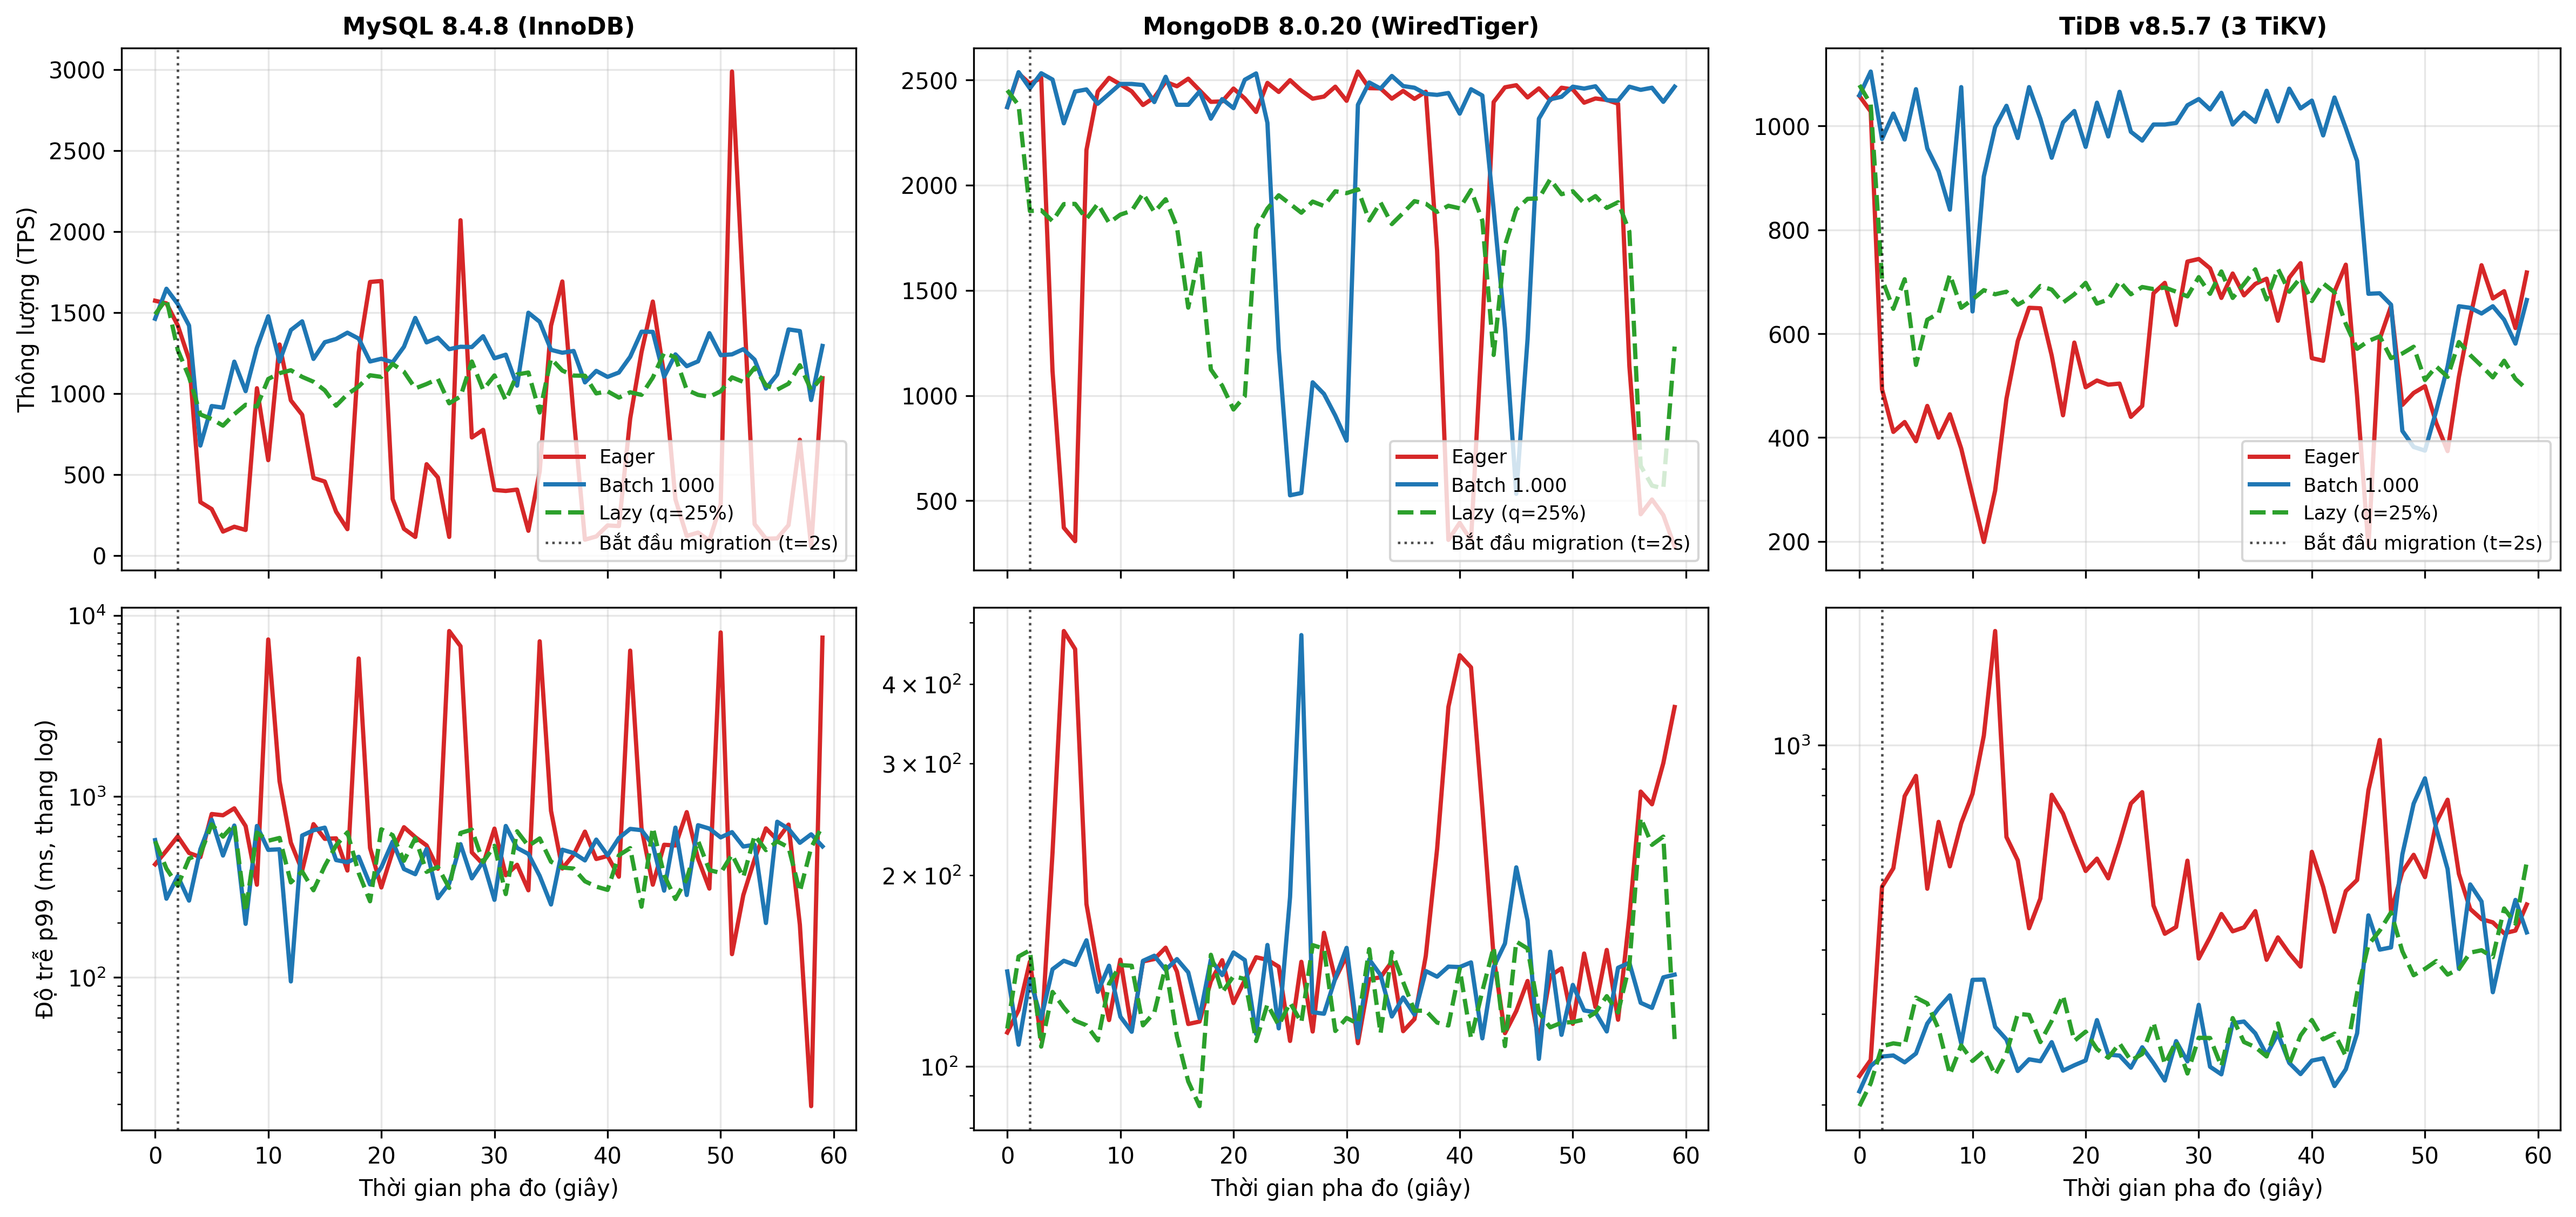 MySQL 8.4.8 (InnoDB)
MongoDB 8.0.20 (WiredTiger)
TiDB v8.5.7 (3 TiKV)
Thông lượng (TPS)
3000
2500
2000
1500
1000
500
0
Eager
Batch 1.000
Lazy (q=25%)
Bắt đầu migration (t=2s)
2500
2000
1500
1000
500
Eager
Batch 1.000
Lazy (q=25%)
Bắt đầu migration (t=2s)
1000
800
600
400
200
Eager
Batch 1.000
Lazy (q=25%)
Bắt đầu migration (t=2s)
Độ trễ p99 (ms, thang log)
10⁴
10³
10²
0 10 20 30 40 50 60
Thời gian pha đo (giây)
4 × 10²
3 × 10²
2 × 10²
10²
0 10 20 30 40 50 60
Thời gian pha đo (giây)
10³
0 10 20 30 40 50 60
Thời gian pha đo (giây)